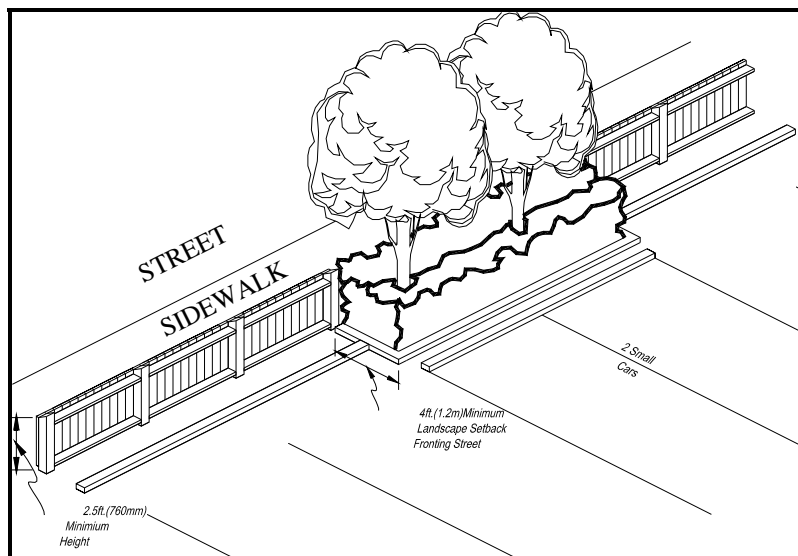 STREET
SIDEWALK
2 Small
Cars
4ft.(1.2m)Minimum
Landscape Setback
Fronting Street
2.5ft.(760mm)
Minimium
Height